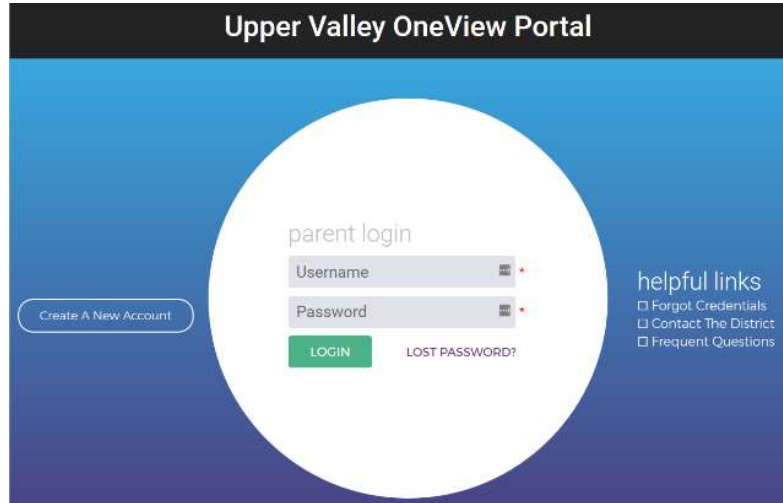 Upper Valley OneView Portal
parent login
Username *
Password *
LOGIN LOST PASSWORD?
Create A New Account
helpful links
Forgot Credentials
Contact The District
Frequent Questions